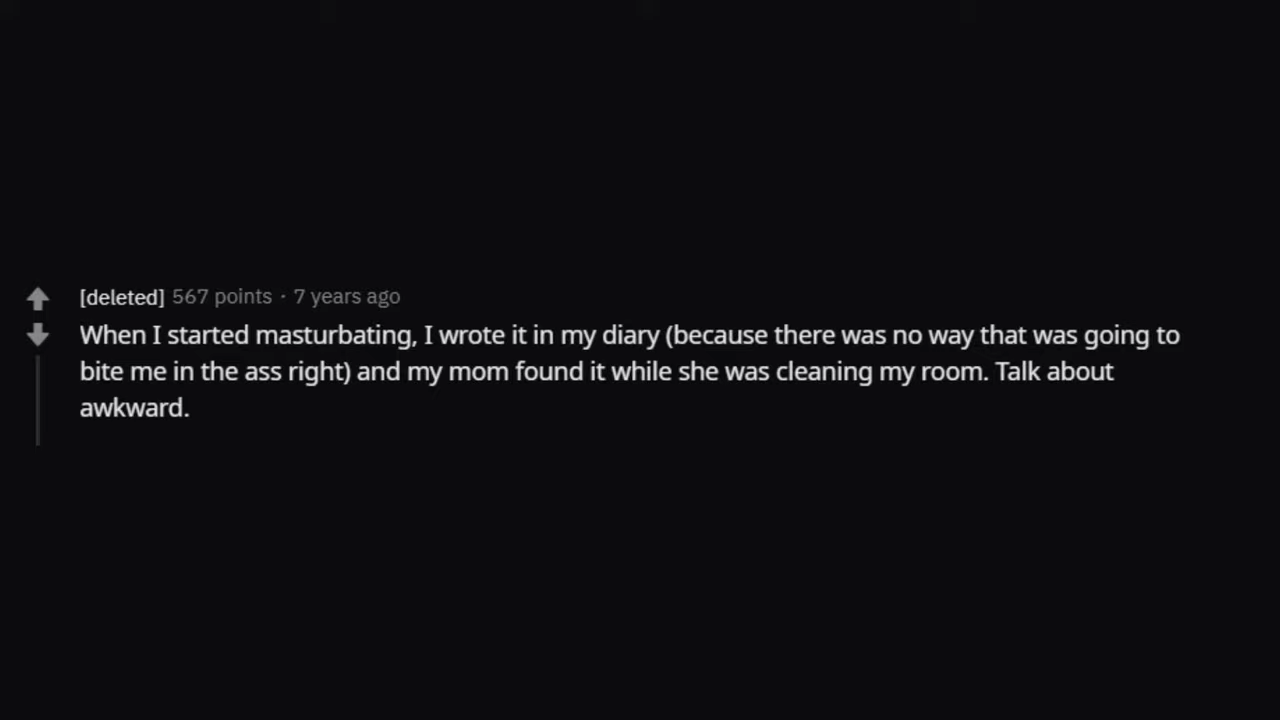 [deleted] 567 points · 7 years ago
When I started masturbating, I wrote it in my diary (because there was no way that was going to
bite me in the ass right) and my mom found it while she was cleaning my room. Talk about
awkward.